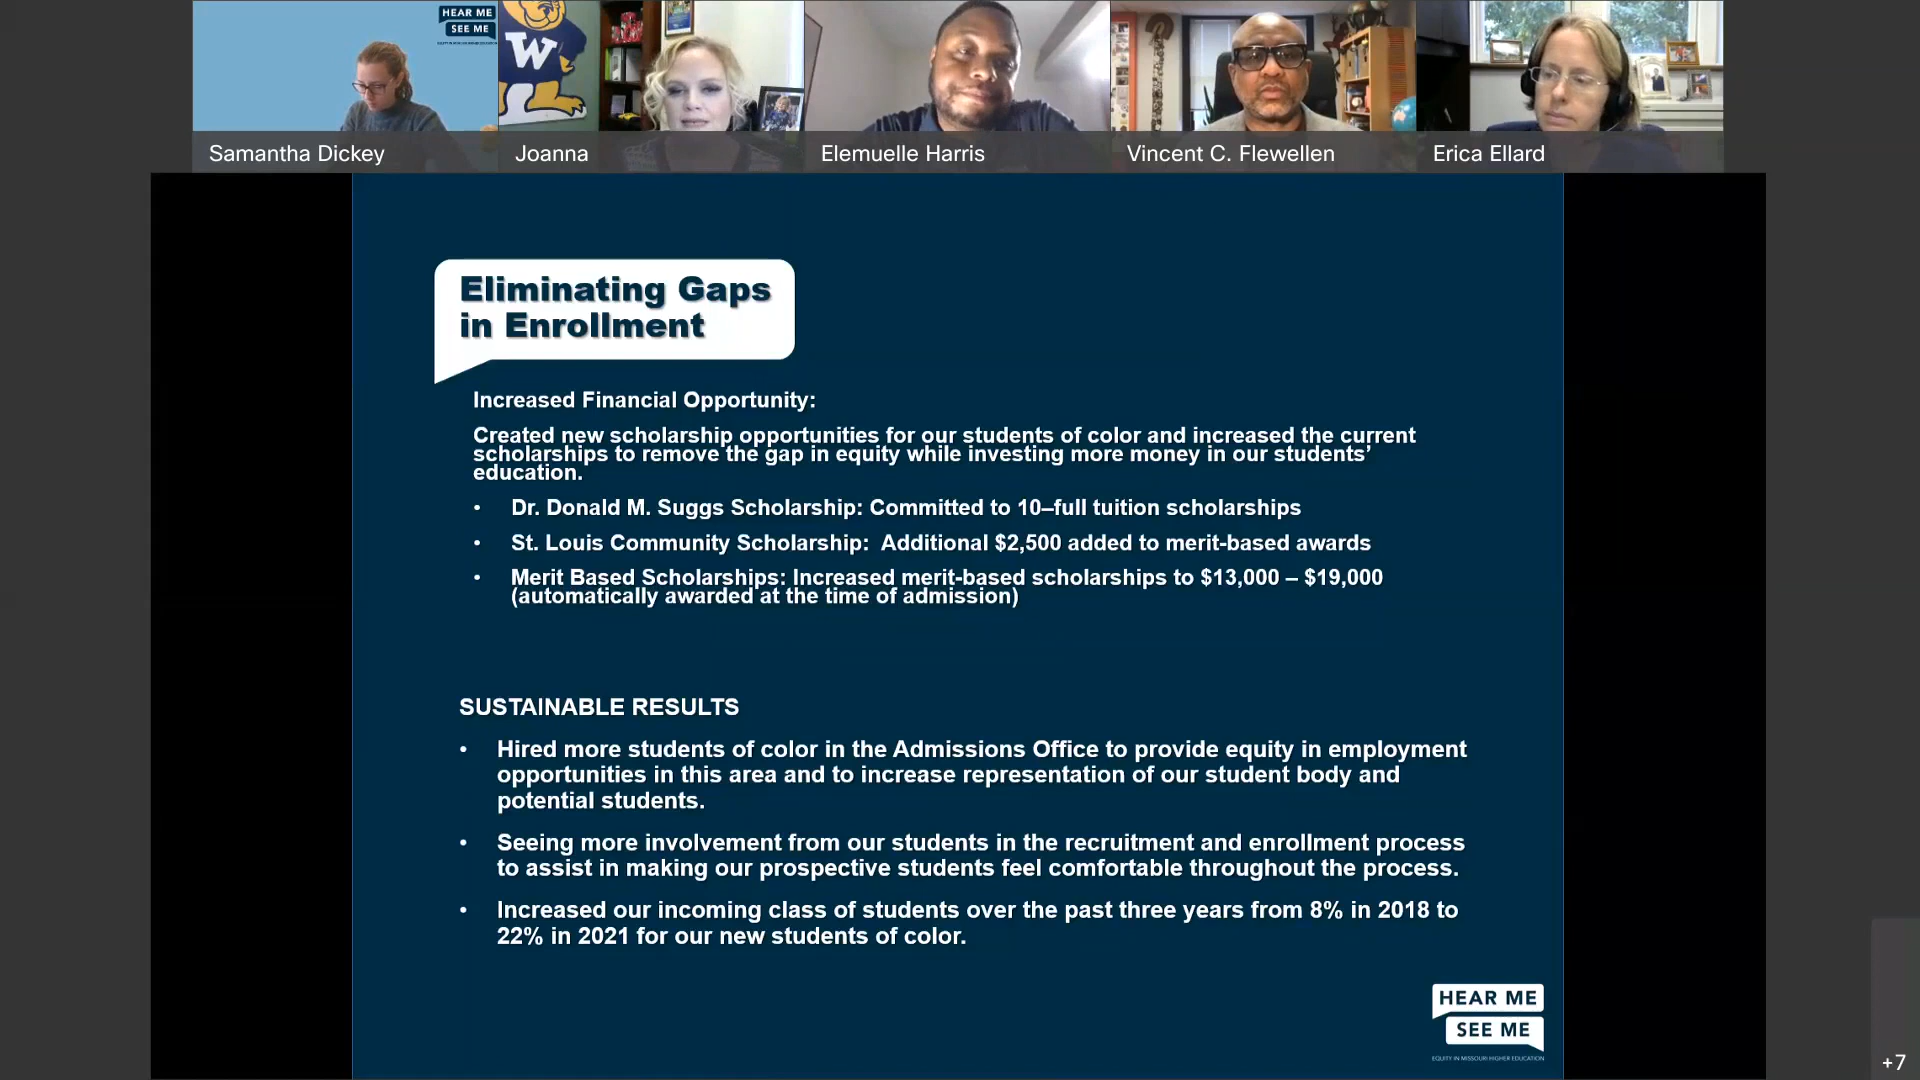 HEAR ME
SEE ME
W
Samantha Dickey
Joanna
Elemuelle Harris
Vincent C. Flewellen
Erica Ellard
Eliminating Gaps
in Enrollment
Increased Financial Opportunity:
Created new scholarship opportunities for our students of color and increased the current
scholarships to remove the gap in equity while investing more money in our students’
education.
• Dr. Donald M. Suggs Scholarship: Committed to 10–full tuition scholarships
• St. Louis Community Scholarship:  Additional $2,500 added to merit-based awards
• Merit Based Scholarships: Increased merit-based scholarships to $13,000 – $19,000
(automatically awarded at the time of admission)
SUSTAINABLE RESULTS
• Hired more students of color in the Admissions Office to provide equity in employment
opportunities in this area and to increase representation of our student body and
potential students.
• Seeing more involvement from our students in the recruitment and enrollment process
to assist in making our prospective students feel comfortable throughout the process.
• Increased our incoming class of students over the past three years from 8% in 2018 to
22% in 2021 for our new students of color.
HEAR ME
SEE ME
EQUITY IN MISSOURI HIGHER EDUCATION
+7